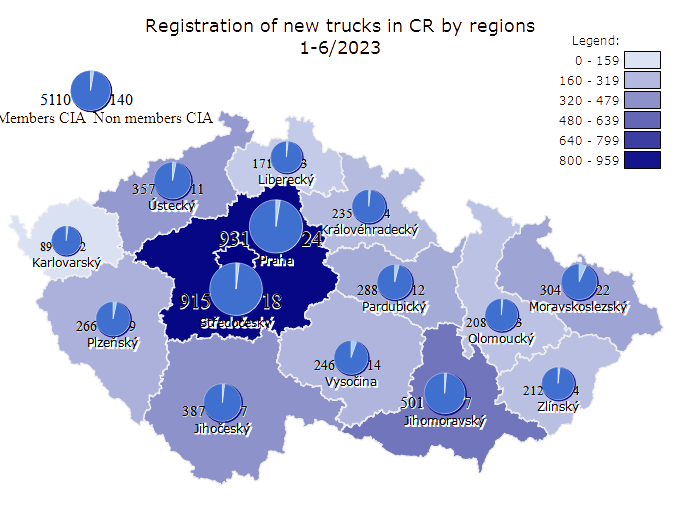 Registration of new trucks in CR by regions
1-6/2023
Legend:
0 - 159
160 - 319
320 - 479
480 - 639
640 - 799
800 - 959
5110 140
Members CIA Non members CIA
171 3
Liberecký
357 11
Ústecký
235 4
Královéhradecký
931 24
Praha
89 2
Karlovarský
915 18
Středočeský
288 12
Pardubický
304 22
Moravskoslezský
266 9
Plzeňský
208 3
Olomoucký
246 14
Vysočina
212 4
Zlínský
387 7
Jihočeský
501 7
Jihomoravský